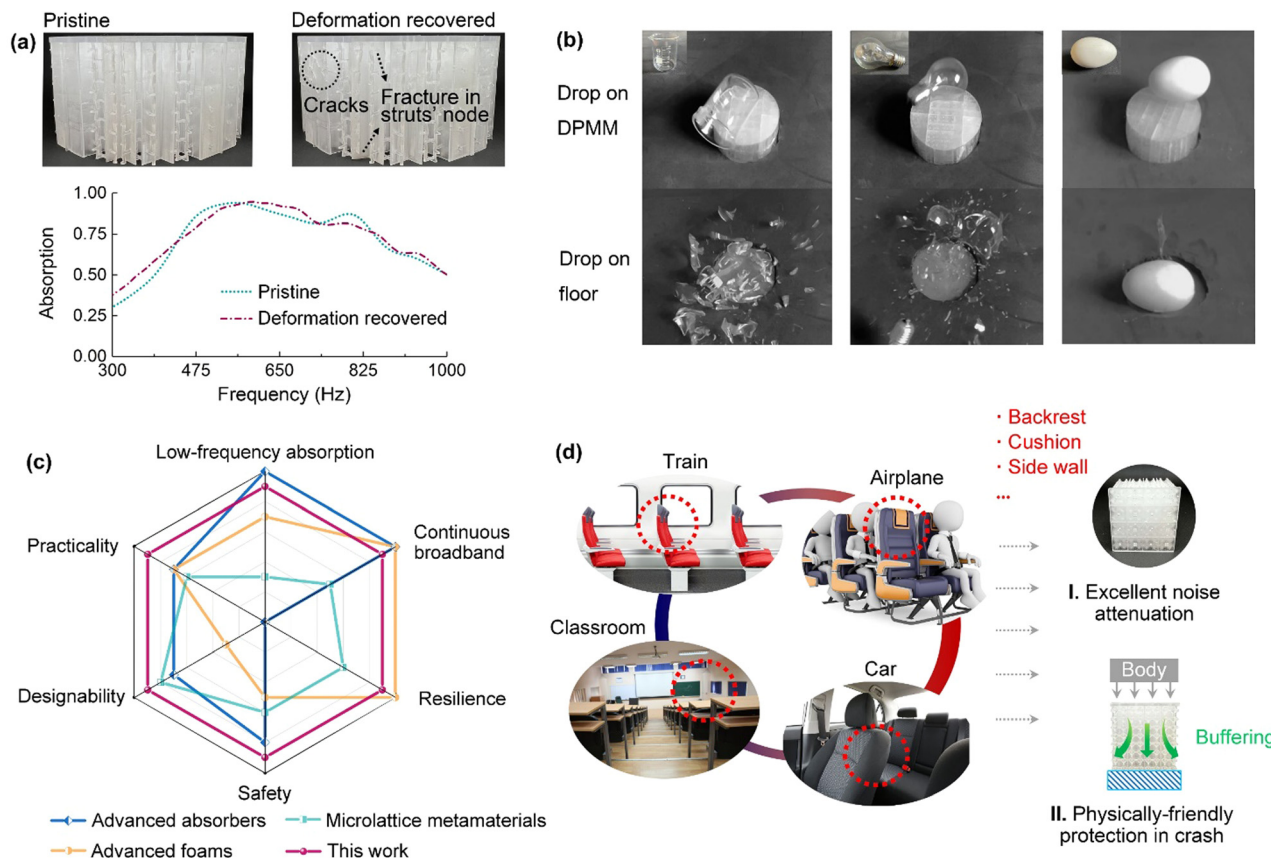 (a)
Pristine
Deformation recovered
Cracks
Fracture in
struts' node
Absorption
1.00
0.75
0.50
0.25
0.00
Pristine
Deformation recovered
300
475
650
825
1000
Frequency (Hz)
(b)
Drop on
DPMM
Drop on
floor
(c)
Low-frequency absorption
Continuous
broadband
Resilience
Safety
Designability
Practicality
Advanced absorbers
Microlattice metamaterials
Advanced foams
This work
(d)
Train
Airplane
Classroom
Car
· Backrest
· Cushion
· Side wall
...
I. Excellent noise
attenuation
Body
Buffering
II. Physically-friendly
protection in crash